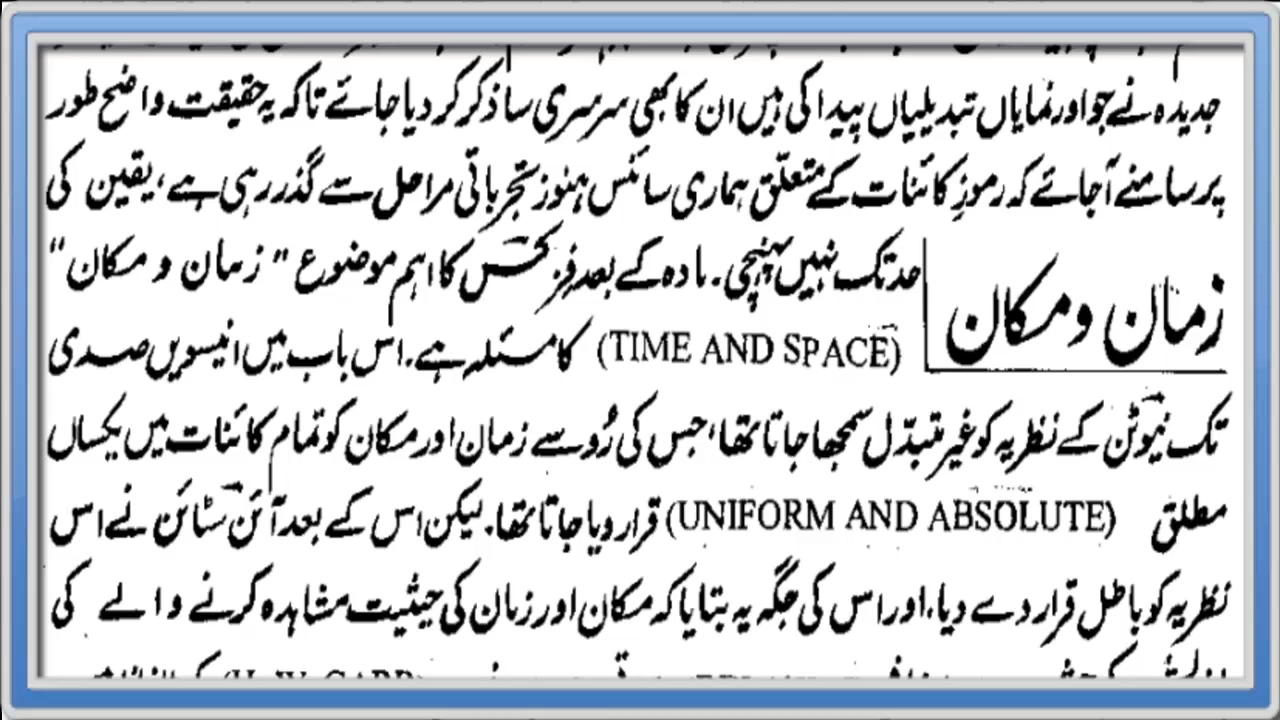 جدیدہ نے جو اور نمایاں تبدیلیاں پیدا کی ہیں ان کا بھی سرسری سا ذکر کر دیا جائے تاکہ یہ حقیقت واضح طور
پر سامنے آجائے کہ رموزِ کائنات کے متعلق ہماری سائنس ہنوز تجرباتی مراحل سے گذر رہی ہے، یقین کی
زمان و مکان
حد تک نہیں پہنچی۔ مادہ کے بعد فزکس کا اہم موضوع "زمان و مکان"
(TIME AND SPACE) کا مسئلہ ہے۔ اس باب میں انیسویں صدی
تک نیوٹن کے نظریہ کو غیر متبدّل سمجھا جاتا تھا، جس کی رُو سے زمان اور مکان کو تمام کائنات میں یکساں
مطلق (UNIFORM AND ABSOLUTE) قرار دیا جاتا تھا۔ لیکن اس کے بعد آئن سٹائن نے اس
نظریہ کو باطل قرار دے دیا، اور اس کی جگہ یہ بتایا کہ مکان اور زمان کی حیثیت مشاہدہ کرنے والے کی